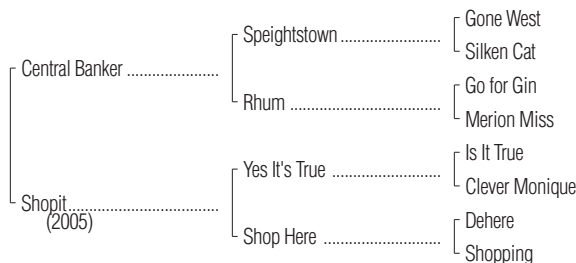 Gone West
Speightstown
Silken Cat
Central Banker
Go for Gin
Rhum
Merion Miss
Is It True
Yes It's True
Clever Monique
Shopit
(2005)
Dehere
Shop Here
Shopping